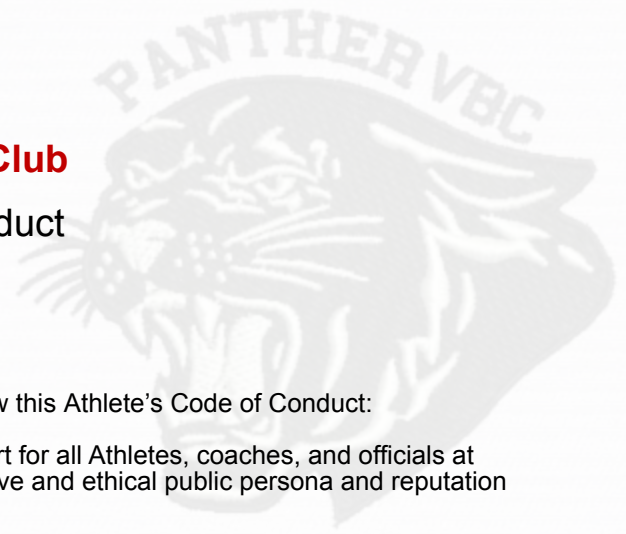 PANTHER VBC
Club
duct
w this Athlete’s Code of Conduct:
rt for all Athletes, coaches, and officials at
ve and ethical public persona and reputation